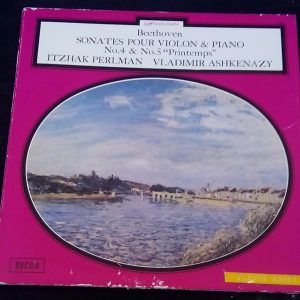 Beethoven
SONATES POUR VIOLON & PIANO
No.4 & No.5 “Printemps”
ITZHAK PERLMAN VLADIMIR ASHKENAZY
DECCA